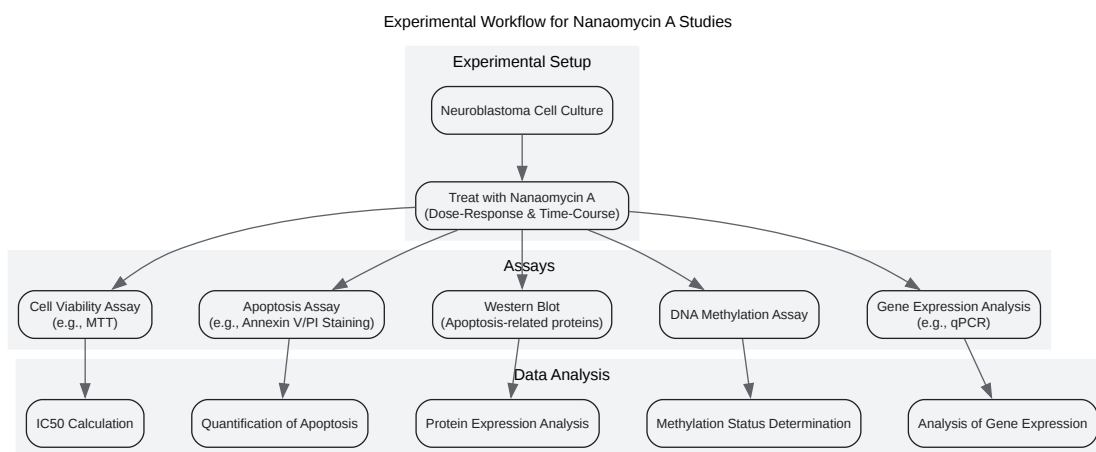 Experimental Workflow for Nanaomycin A Studies
Experimental Setup
Neuroblastoma Cell Culture
Treat with Nanaomycin A
(Dose-Response & Time-Course)
Assays
Cell Viability Assay
(e.g., MTT)
Apoptosis Assay
(e.g., Annexin V/PI Staining)
Western Blot
(Apoptosis-related proteins)
DNA Methylation Assay
Gene Expression Analysis
(e.g., qPCR)
Data Analysis
IC50 Calculation
Quantification of Apoptosis
Protein Expression Analysis
Methylation Status Determination
Analysis of Gene Expression